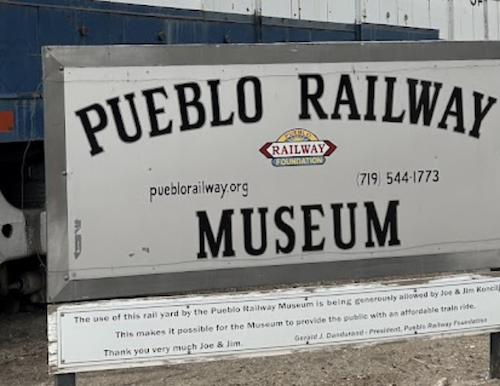 PUEBLO RAILWAY
PUEBLO
RAILWAY
FOUNDATION
pueblorailway.org (719) 544-1773
MUSEUM
The use of this rail yard by the Pueblo Railway Museum is being generously allowed by Joe & Jim
This makes it possible for the Museum to provide the public with an affordable train ride.
Thank you very much Joe & Jim. Gerald J. Dandurand - President, Pueblo Railway Foundation